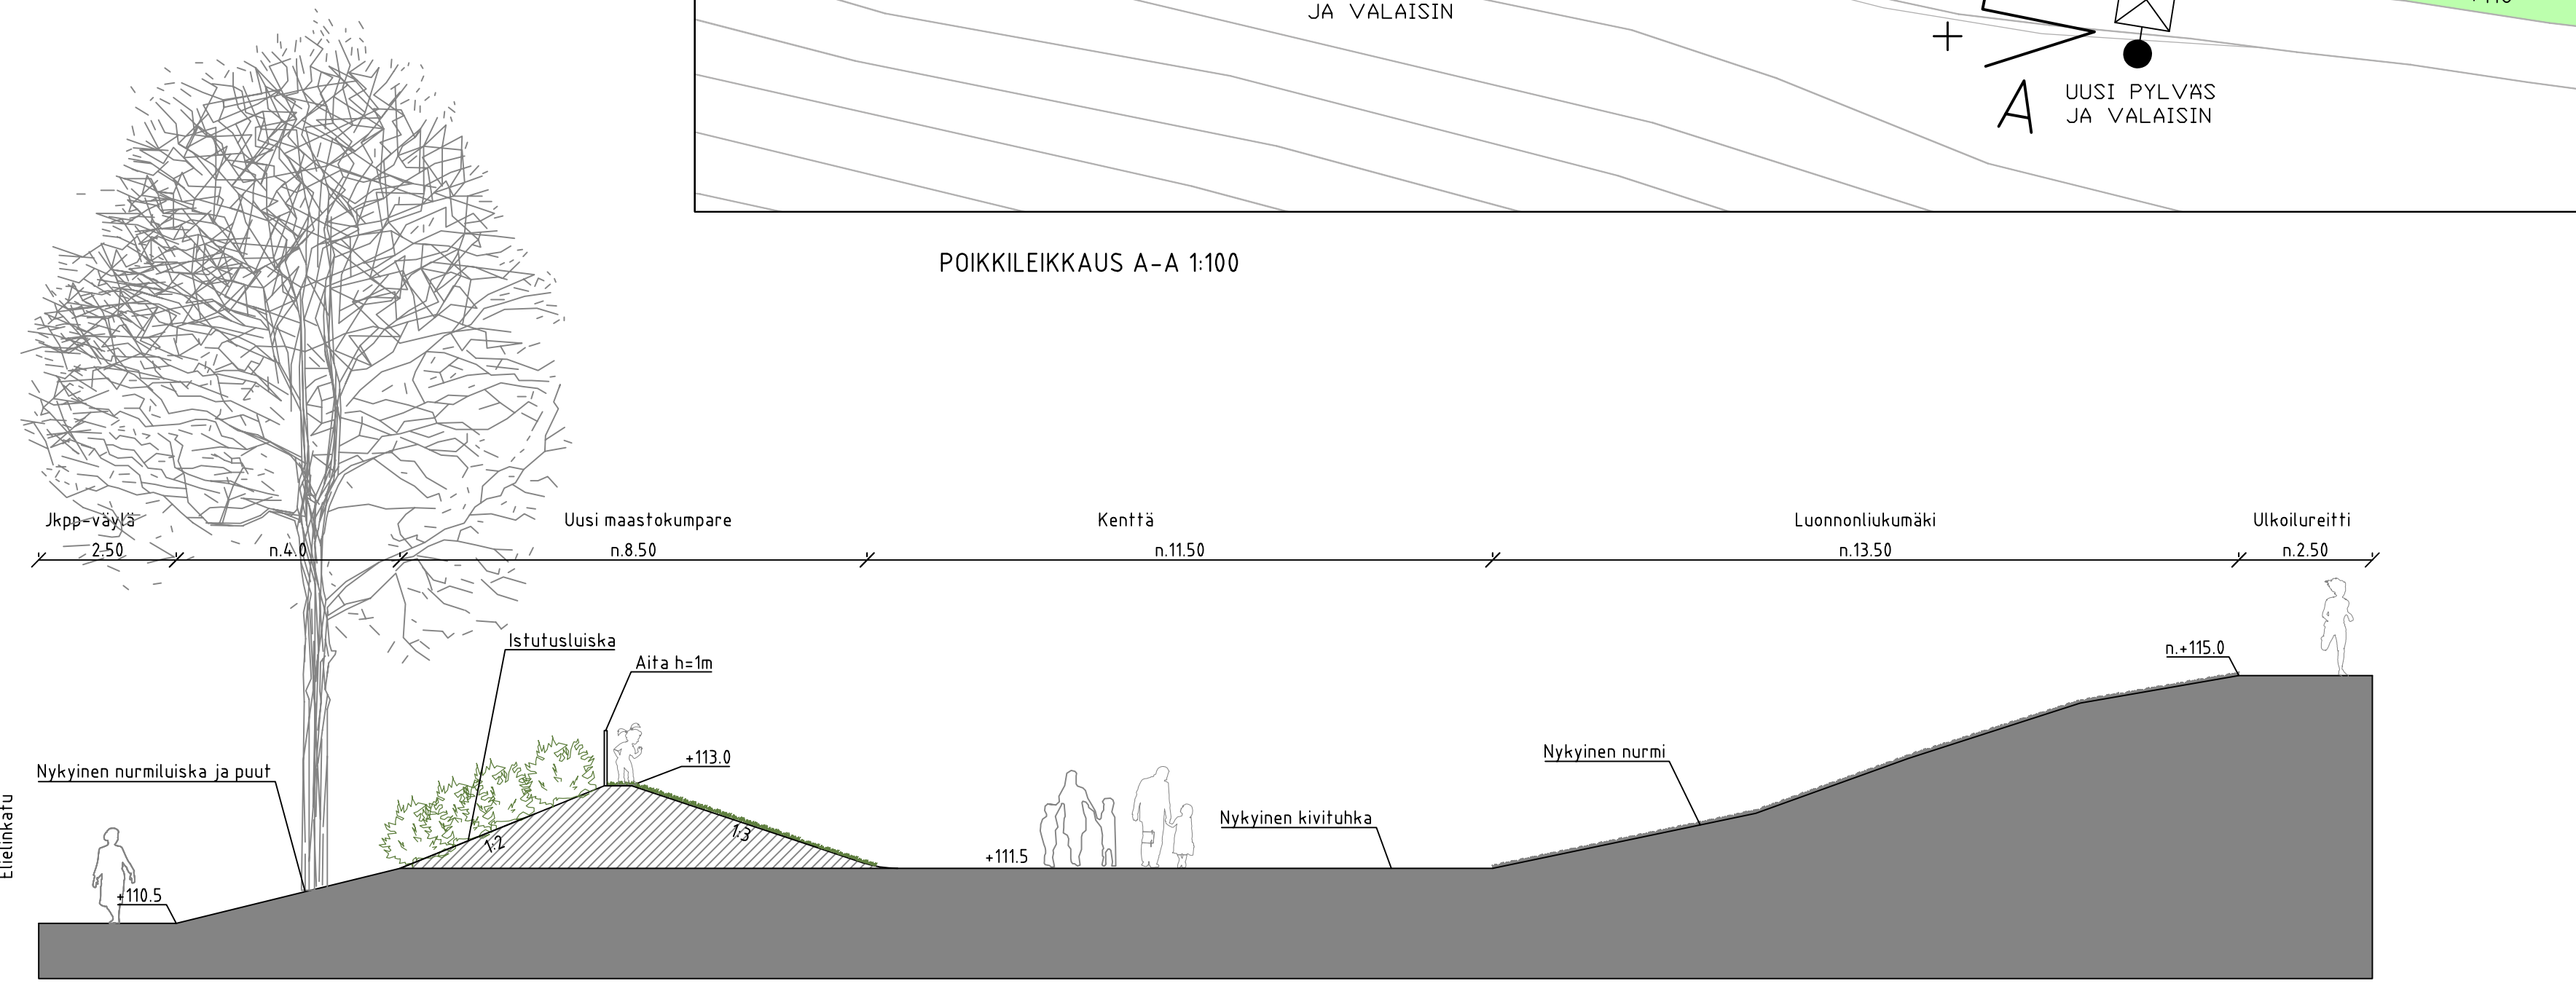 JA VALAISIN
A
UUSI PYLVÄS
JA VALAISIN
POIKKILEIKKAUS A-A 1:100
Jkpp-väylä
Uusi maastokumpare
Kenttä
Luonnonliukumäki
Ulkoilureitti
2.50
n.4.0
n.8.50
n.11.50
n.13.50
n.2.50
Istutusluiska
Aita h=1m
n.+115.0
+113.0
Nykyinen nurmi
Nykyinen nurmiluiska ja puut
Nykyinen kivituhka
1:2
1:3
+111.5
+110.5
Elielinkatu